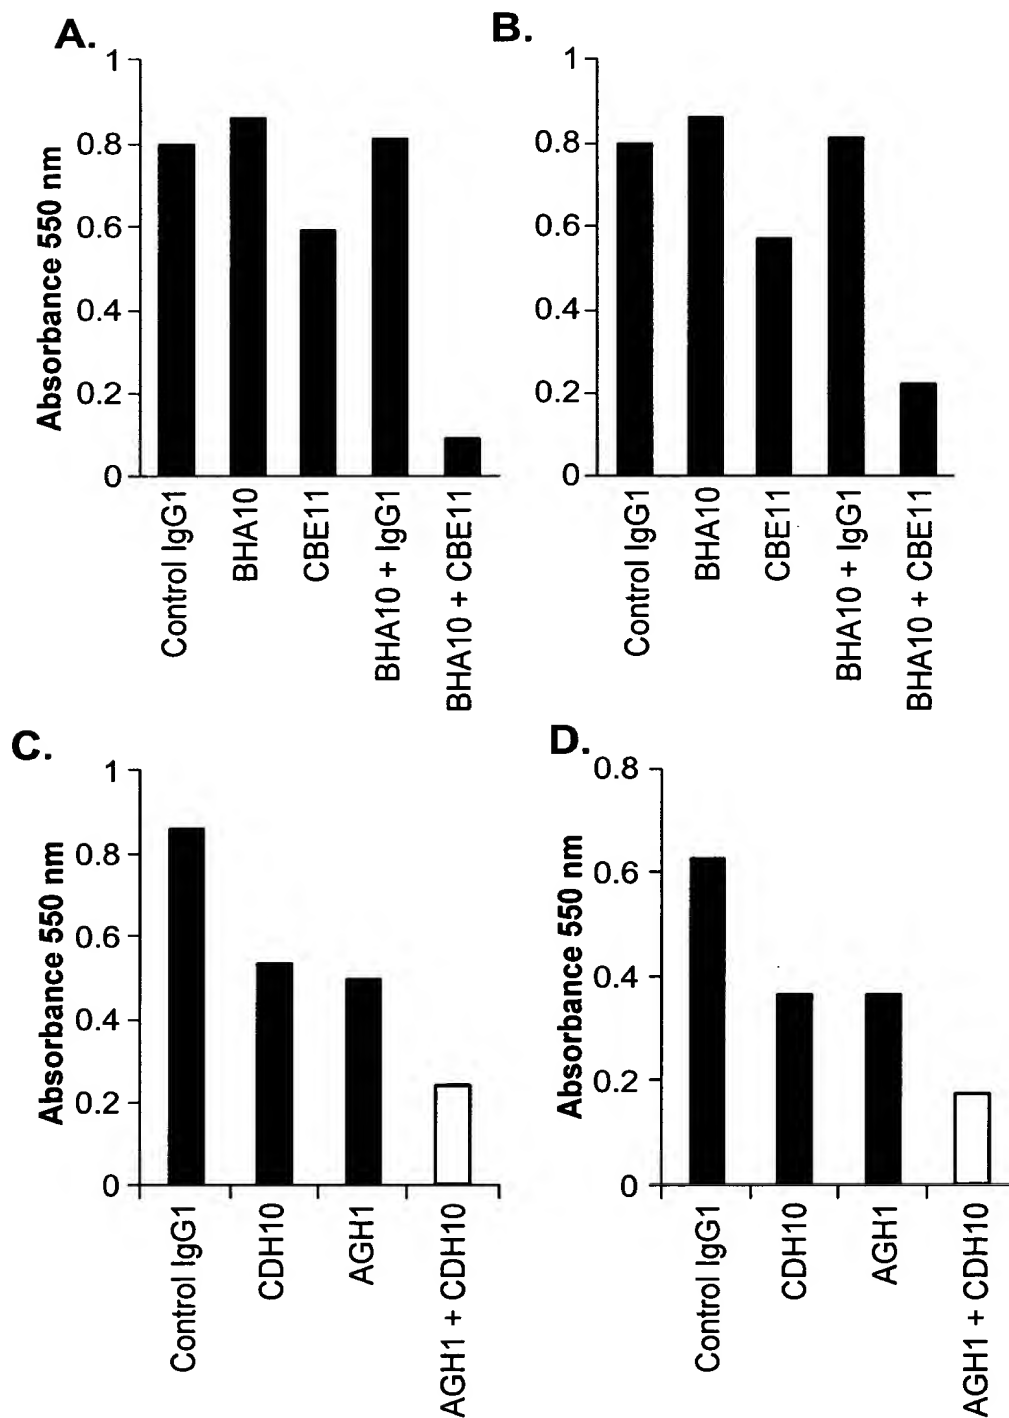 A.
Absorbance 550 nm
1
0.8
0.6
0.4
0.2
0
Control IgG1
BHA10
CBE11
BHA10 + IgG1
BHA10 + CBE11
B.
1
0.8
0.6
0.4
0.2
0
Control IgG1
BHA10
CBE11
BHA10 + IgG1
BHA10 + CBE11
C.
Absorbance 550 nm
1
0.8
0.6
0.4
0.2
0
Control IgG1
CDH10
AGH1
AGH1 + CDH10
D.
Absorbance 550 nm
0.8
0.6
0.4
0.2
0
Control IgG1
CDH10
AGH1
AGH1 + CDH10